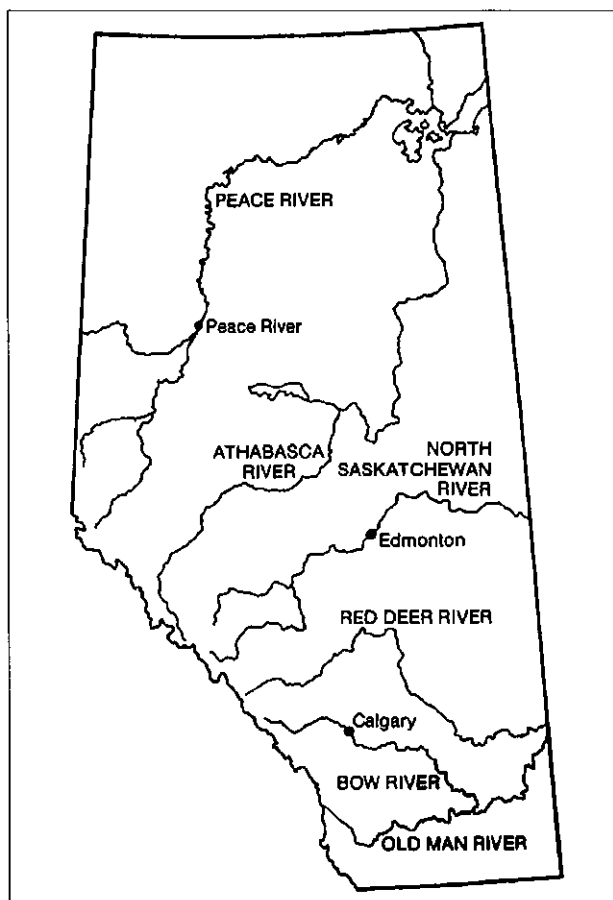 PEACE RIVER
Peace River
ATHABASCA
RIVER
NORTH
SASKATCHEWAN
RIVER
Edmonton
RED DEER RIVER
Calgary
BOW RIVER
OLD MAN RIVER